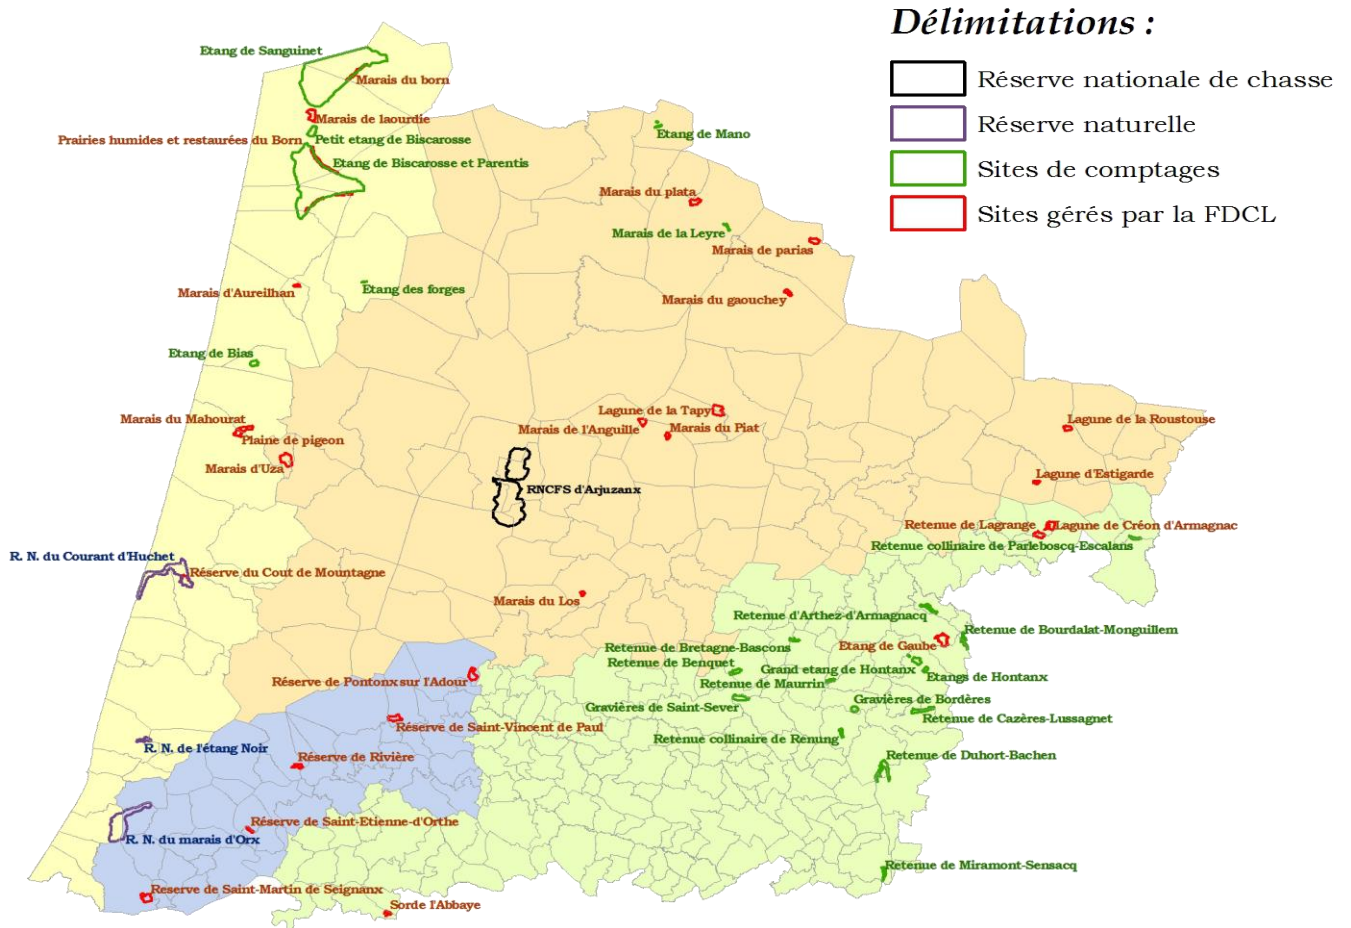 Délimitations :
Réserve nationale de chasse
Réserve naturelle
Sites de comptages
Sites gérés par la FDCL
Etang de Sanguinet
Marais du born
Marais de laourdie
Prairies humides et restaurées du Born
Petit etang de Biscarosse
Etang de Biscarosse et Parentis
Etang de Mano
Marais du plata
Marais de la Leyre
Marais de parias
Marais d'Aureilhan
Etang des forges
Marais du gaouchey
Etang de Bias
Marais du Mahourat
Plaine de pigeon
Marais d'Uza
Lagune de la Tapy
Marais de l'Anguille
Marais du Piat
Lagune de la Roustouse
Lagune d'Estigarde
RNCFS d'Arjuzanx
Retenue de Lagrange
Lagune de Créon d'Armagnac
Retenue collinaire de Parleboscq-Escalans
R. N. du Courant d'Huchet
Réserve du Cout de Mountagne
Marais du Los
Retenue d'Arthez-d'Armagnacq
Retenue de Bourdalat-Monguillem
Retenue de Bretagne-Bascons
Etang de Gaube
Retenue de Benquet
Grand etang de Hontanx
Etangs de Hontanx
Réserve de Pontonx sur l'Adour
Retenue de Maurrin
Gravières de Saint-Sever
Gravières de Bordères
Retenue de Cazères-Lussagnet
Réserve de Saint-Vincent de Paul
Retenue collinaire de Renung
R. N. de l'étang Noir
Réserve de Rivière
Retenue de Duhort-Bachen
Réserve de Saint-Etienne-d'Orthe
R. N. du marais d'Orx
Retenue de Miramont-Sensacq
Reserve de Saint-Martin de Seignanx
Sorde l'Abbaye